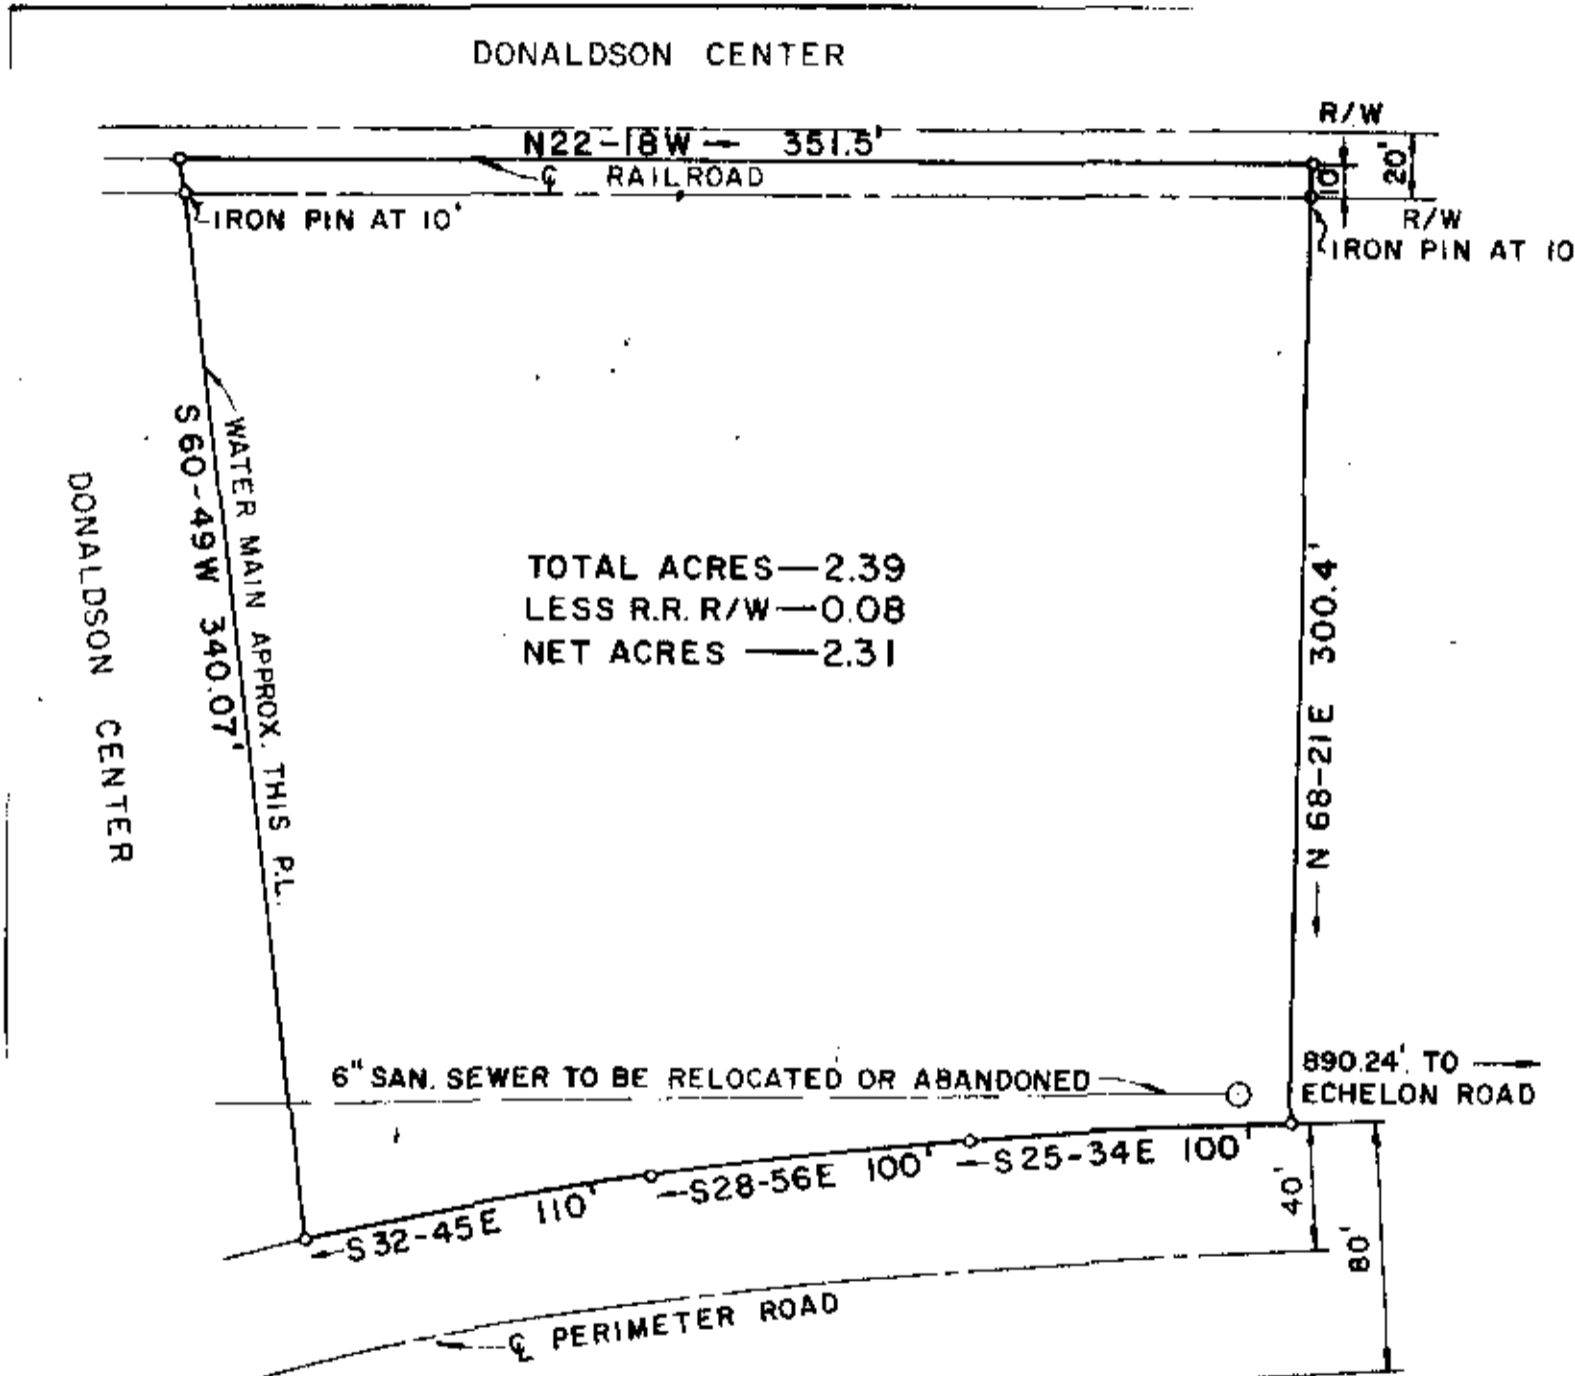 DONALDSON CENTER
R/W
N22-18W 351.5'
℄ RAILROAD
10'
20'
IRON PIN AT 10'
R/W
IRON PIN AT 10
WATER MAIN APPROX. THIS P.L.
S60-49W 340.07'
DONALDSON CENTER
TOTAL ACRES—2.39
LESS R.R. R/W—0.08
NET ACRES —2.31
N 68-21E 300.4'
6" SAN. SEWER TO BE RELOCATED OR ABANDONED
890.24'. TO
ECHELON ROAD
S25-34E 100'
S28-56E 100'
S32-45E 110'
40'
80'
℄ PERIMETER ROAD